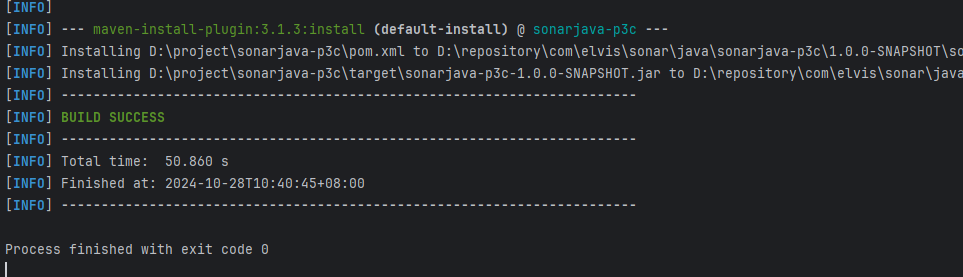 [INFO]
[INFO] --- maven-install-plugin:3.1.3:install (default-install) @ sonarjava-p3c ---
[INFO] Installing D:\project\sonarjava-p3c\pom.xml to D:\repository\com\elvis\sonar\java\sonarjava-p3c\1.0.0-SNAPSHOT\so
[INFO] Installing D:\project\sonarjava-p3c\target\sonarjava-p3c-1.0.0-SNAPSHOT.jar to D:\repository\com\elvis\sonar\java
[INFO] ------------------------------------------------------------------------
[INFO] BUILD SUCCESS
[INFO] ------------------------------------------------------------------------
[INFO] Total time:  50.860 s
[INFO] Finished at: 2024-10-28T10:40:45+08:00
[INFO] ------------------------------------------------------------------------
Process finished with exit code 0